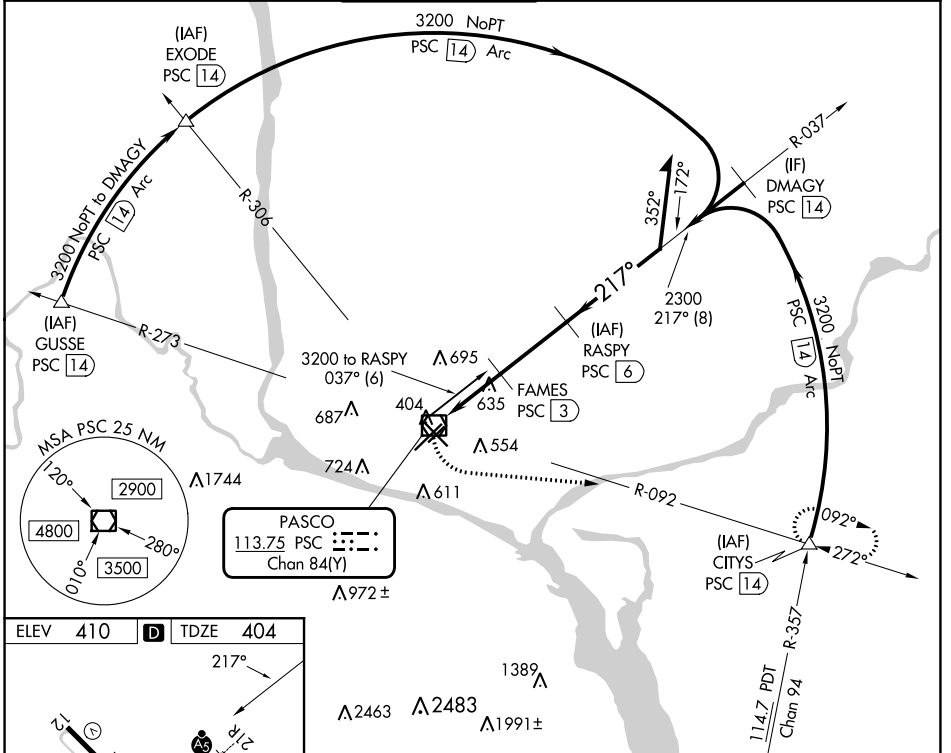 3200 NoPT
PSC 14 Arc
(IAF)
EXODE
PSC 14
R-037
(IF)
DMAGY
PSC 14
3200 NoPT to DMAGY
PSC 14 Arc
R-306
352°
172°
217°
2300
217° (8)
(IAF)
GUSSE
PSC 14
R-273
(IAF)
RASPY
PSC 6
3200 NoPT
PSC 14 Arc
3200 to RASPY
037° (6)
695
FAMES
PSC 3
635
404
687
554
724
611
MSA PSC 25 NM
120°
2900
4800
280°
3500
010°
1744
R-092
PASCO
113.75 PSC
Chan 84(Y)
092°
272°
(IAF)
CITYS
PSC 14
972 ±
R-357
114.7 PDT
Chan 94
ELEV 410 D TDZE 404
217°
12
V
A5
21R
1389
2463
2483
1991±